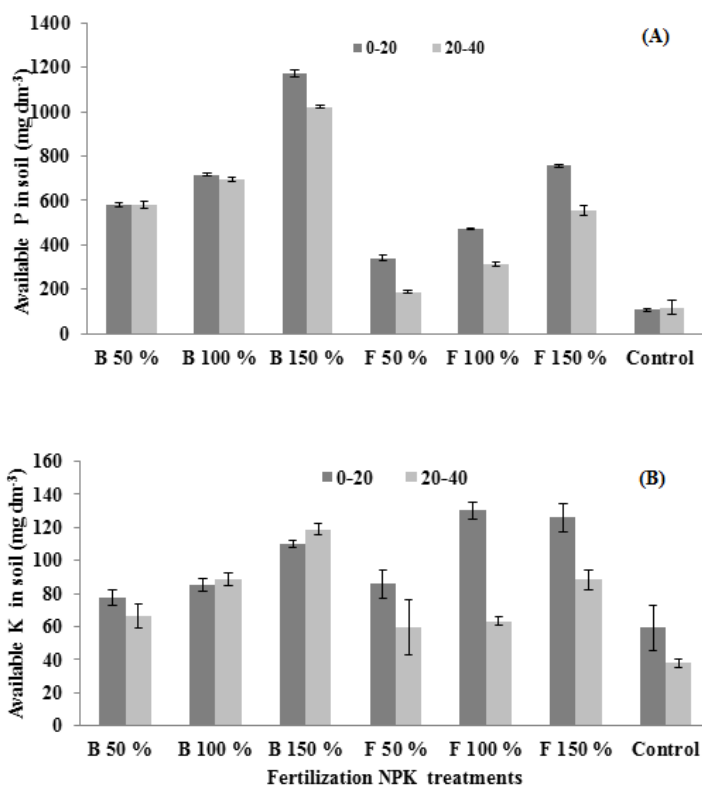 1400
(A)
0-20 20-40
1200
1000
800
600
400
200
0
Available P in soil (mg dm-3)
B 50 % B 100 % B 150 % F 50 % F 100 % F 150 % Control
160
0-20 20-40 (B)
140
120
100
80
60
40
20
0
Available K in soil (mg dm-3)
B 50 % B 100 % B 150 % F 50 % F 100 % F 150 % Control
Fertilization NPK treatments